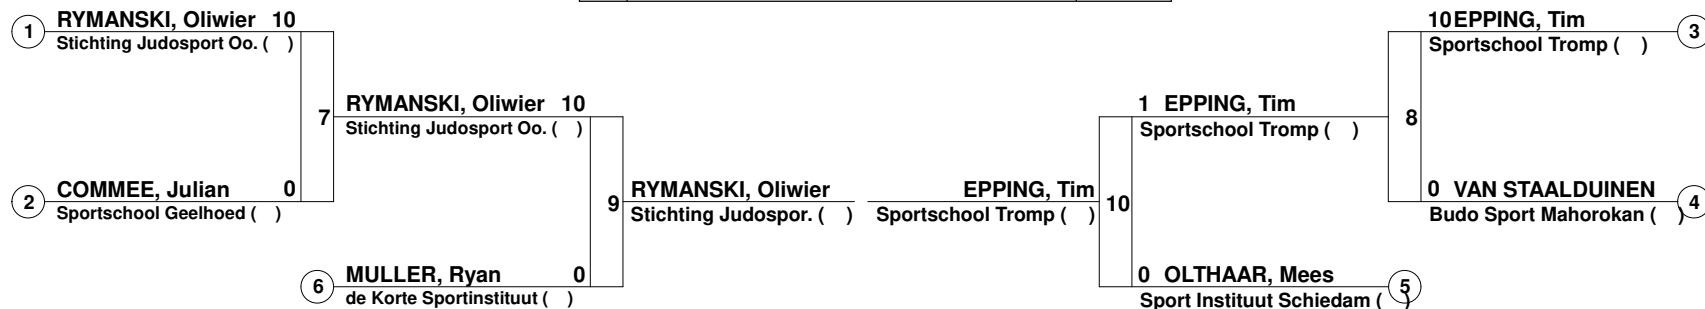 1 RYMANSKI, Oliwier 10
Stichting Judosport Oo. ( )
7
2 COMMEE, Julian 0
Sportschool Geelhoed ( )
RYMANSKI, Oliwier 10
Stichting Judosport Oo. ( )
9
6 MULLER, Ryan 0
de Korte Sportinstituut ( )
RYMANSKI, Oliwier
Stichting Judospor. ( )
EPPING, Tim
Sportschool Tromp ( )
10
1 EPPING, Tim
Sportschool Tromp ( )
0 OLTHAAR, Mees 5
Sport Instituut Schiedam ( )
8
10 EPPING, Tim 3
Sportschool Tromp ( )
0 VAN STAALDUINEN 4
Budo Sport Mahorokan ( )